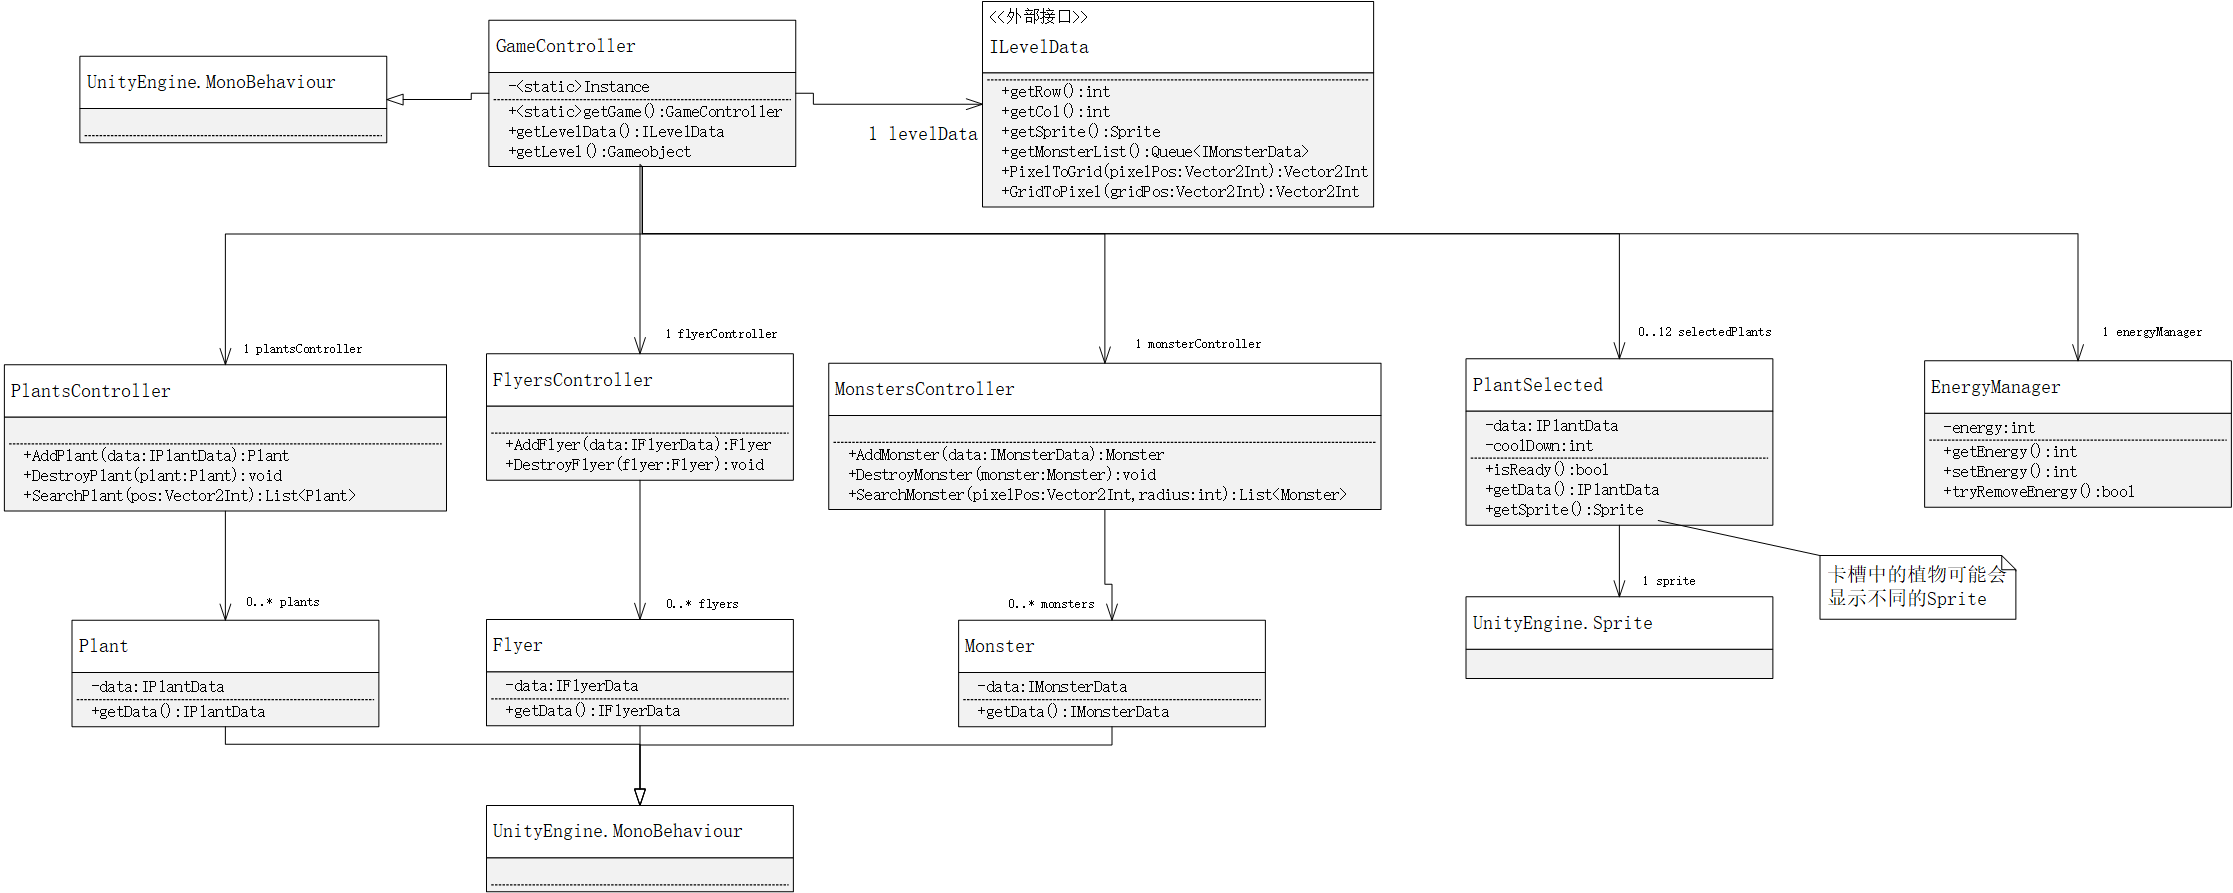 <<外部接口>>
ILevelData
+getRow():int
+getCol():int
+getSprite():Sprite
+getMonsterList():Queue<IMonsterData>
+PixelToGrid(pixelPos:Vector2Int):Vector2Int
+GridToPixel(gridPos:Vector2Int):Vector2Int
GameController
-<static>Instance
+<static>getGame():GameController
+getLevelData():ILevelData
+getLevel():Gameobject
UnityEngine.MonoBehaviour
1 levelData
1 plantsController
1 flyerController
1 monsterController
0..12 selectedPlants
1 energyManager
PlantsController
+AddPlant(data:IPlantData):Plant
+DestroyPlant(plant:Plant):void
+SearchPlant(pos:Vector2Int):List<Plant>
FlyersController
+AddFlyer(data:IFlyerData):Flyer
+DestroyFlyer(flyer:Flyer):void
MonstersController
+AddMonster(data:IMonsterData):Monster
+DestroyMonster(monster:Monster):void
+SearchMonster(pixelPos:Vector2Int,radius:int):List<Monster>
PlantSelected
-data:IPlantData
-coolDown:int
+isReady():bool
+getData():IPlantData
+getSprite():Sprite
EnergyManager
-energy:int
+getEnergy():int
+setEnergy():int
+tryRemoveEnergy():bool
卡槽中的植物可能会
显示不同的Sprite
0..* plants
0..* flyers
0..* monsters
1 sprite
Plant
-data:IPlantData
+getData():IPlantData
Flyer
-data:IFlyerData
+getData():IFlyerData
Monster
-data:IMonsterData
+getData():IMonsterData
UnityEngine.Sprite
UnityEngine.MonoBehaviour